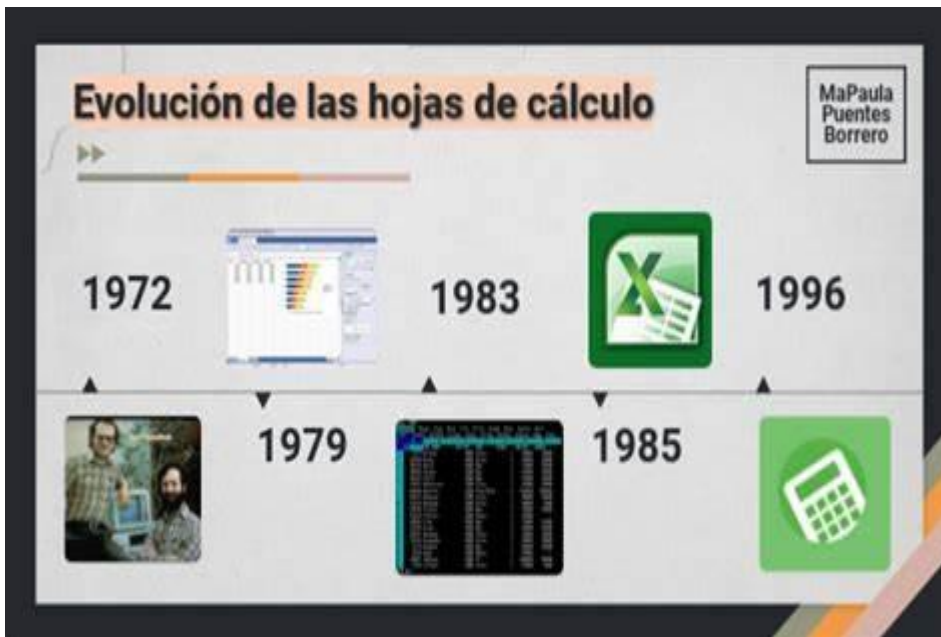 Evolución de las hojas de cálculo
MaPaula
Puentes
Borrero
1972
1979
1983
1985
1996